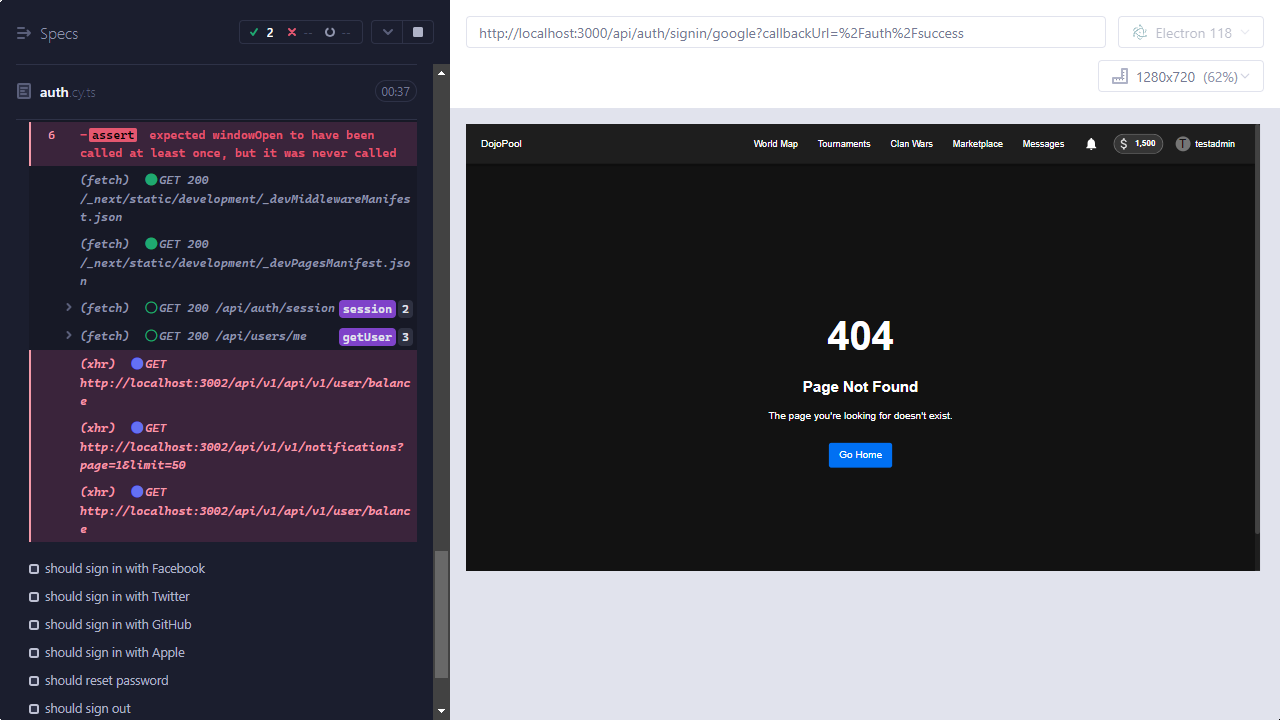 Specs
2
--
--
auth.cy.ts
00:37
6
-assert expected windowOpen to have been
called at least once, but it was never called
(fetch) GET 200
/_next/static/development/_devMiddlewareManifes
t.json
(fetch) GET 200
/_next/static/development/_devPagesManifest.jso
n
(fetch) GET 200 /api/auth/session session 2
(fetch) GET 200 /api/users/me getUser 3
(xhr) GET
http://localhost:3002/api/v1/api/v1/user/balanc
e
(xhr) GET
http://localhost:3002/api/v1/v1/notifications?
page=1&limit=50
(xhr) GET
http://localhost:3002/api/v1/api/v1/user/balanc
e
should sign in with Facebook
should sign in with Twitter
should sign in with GitHub
should sign in with Apple
should reset password
should sign out
http://localhost:3000/api/auth/signin/google?callbackUrl=%2Fauth%2Fsuccess
Electron 118
1280x720 (62%)
DojoPool
World Map
Tournaments
Clan Wars
Marketplace
Messages
$ 1,500
T testadmin
404
Page Not Found
The page you're looking for doesn't exist.
Go Home